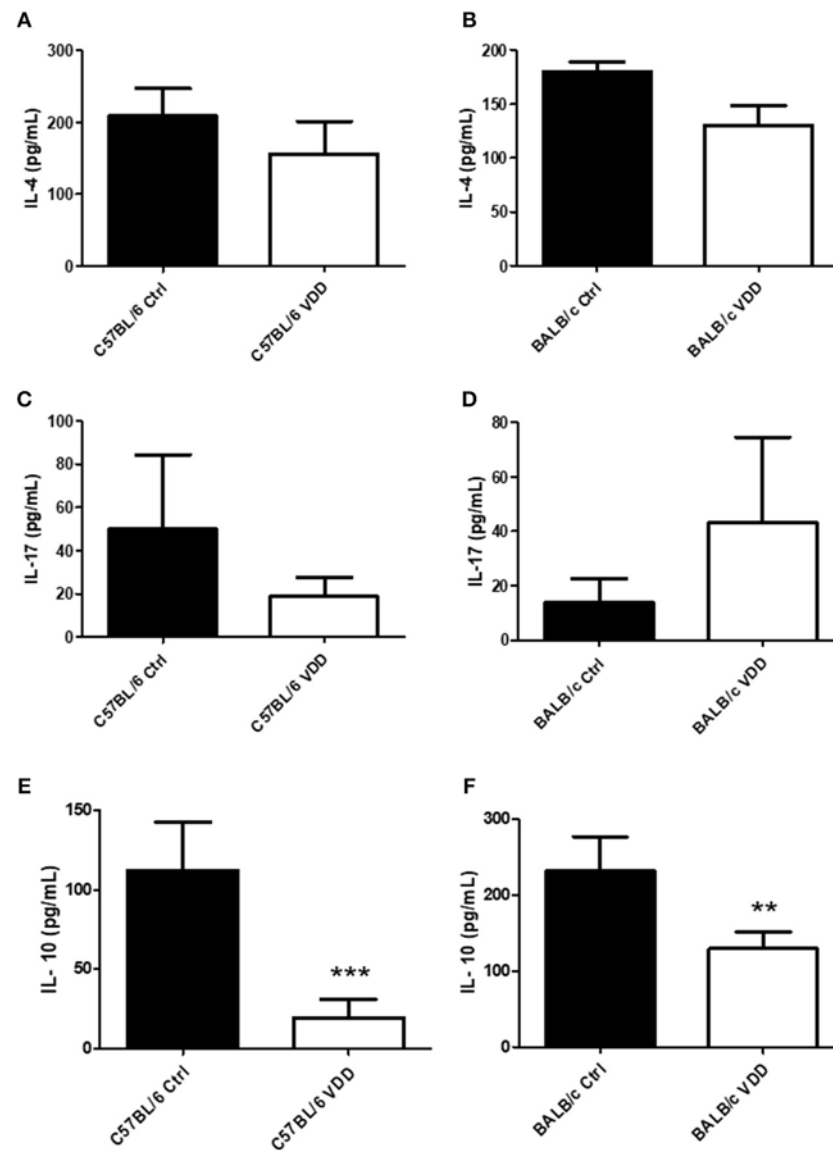 A
IL-4 (pg/mL)
300
200
100
0
C57BL/6 Ctrl
C57BL/6 VDD
B
IL-4 (pg/mL)
200
150
100
50
0
BALB/c Ctrl
BALB/c VDD
C
IL-17 (pg/mL)
100
80
60
40
20
0
C57BL/6 Ctrl
C57BL/6 VDD
D
IL-17 (pg/mL)
80
60
40
20
0
BALB/c Ctrl
BALB/c VDD
E
IL- 10 (pg/mL)
150
100
50
0
***
C57BL/6 Ctrl
C57BL/6 VDD
F
IL- 10 (pg/mL)
300
200
100
0
**
BALB/c Ctrl
BALB/c VDD